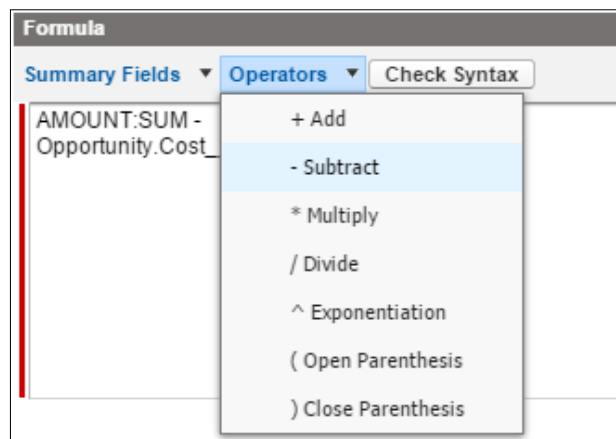 Formula
Summary Fields ▼ Operators ▼ Check Syntax
AMOUNT:SUM -
Opportunity.Cost_
+ Add
- Subtract
* Multiply
/ Divide
^ Exponentiation
( Open Parenthesis
) Close Parenthesis